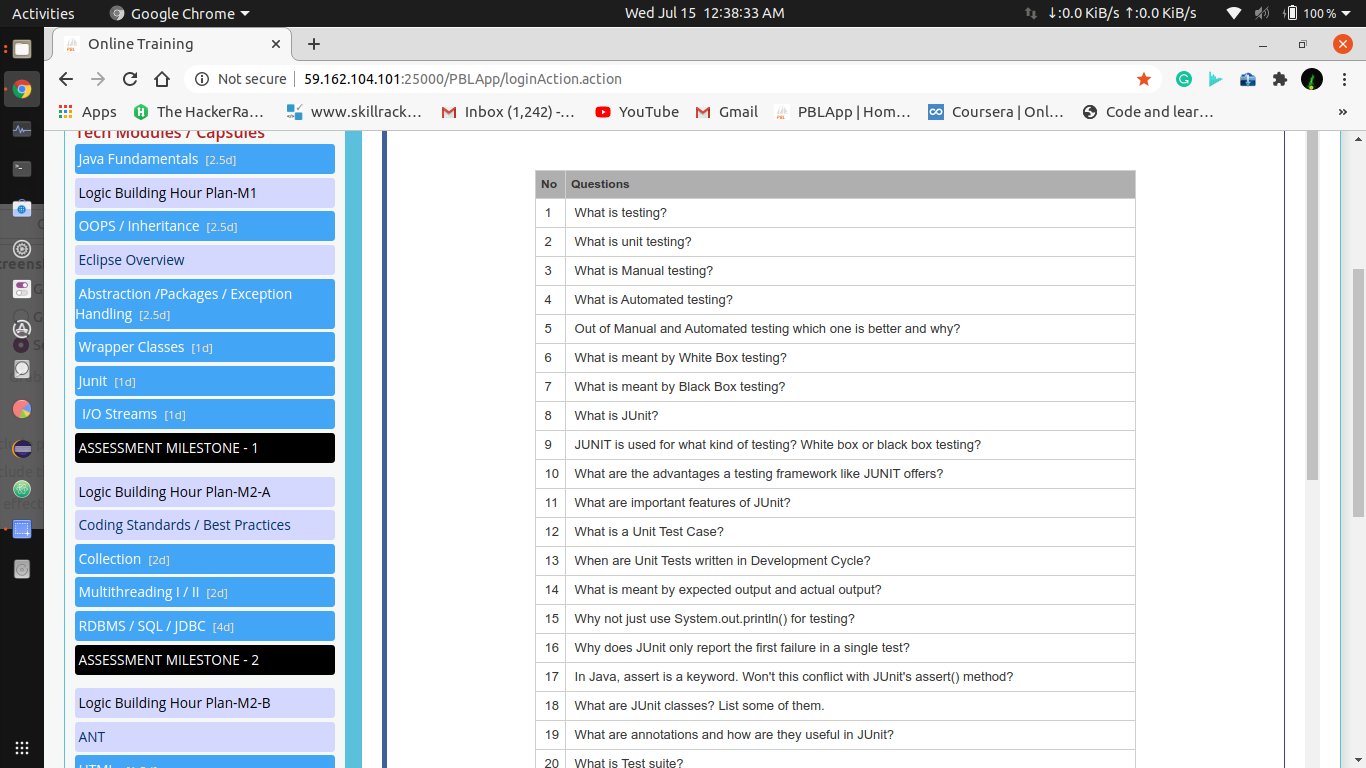 Activities
Google Chrome
Wed Jul 15 12:38:33 AM
↓:0.0 KiB/s ↑:0.0 KiB/s
100 %
Online Training
Not secure
59.162.104.101:25000/PBLApp/loginAction.action
Apps
The HackerRa...
www.skillrack...
Inbox (1,242) -...
YouTube
Gmail
PBLApp | Hom...
Coursera | Onl...
Code and lear...
»
Tech Modules / Capsules
Java Fundamentals [2.5d]
Logic Building Hour Plan-M1
OOPS / Inheritance [2.5d]
Eclipse Overview
Abstraction /Packages / Exception
Handling [2.5d]
Wrapper Classes [1d]
Junit [1d]
I/O Streams [1d]
ASSESSMENT MILESTONE - 1
Logic Building Hour Plan-M2-A
Coding Standards / Best Practices
Collection [2d]
Multithreading I / II [2d]
RDBMS / SQL / JDBC [4d]
ASSESSMENT MILESTONE - 2
Logic Building Hour Plan-M2-B
ANT
No Questions
1 What is testing?
2 What is unit testing?
3 What is Manual testing?
4 What is Automated testing?
5 Out of Manual and Automated testing which one is better and why?
6 What is meant by White Box testing?
7 What is meant by Black Box testing?
8 What is JUnit?
9 JUNIT is used for what kind of testing? White box or black box testing?
10 What are the advantages a testing framework like JUNIT offers?
11 What are important features of JUnit?
12 What is a Unit Test Case?
13 When are Unit Tests written in Development Cycle?
14 What is meant by expected output and actual output?
15 Why not just use System.out.println() for testing?
16 Why does JUnit only report the first failure in a single test?
17 In Java, assert is a keyword. Won't this conflict with JUnit's assert() method?
18 What are JUnit classes? List some of them.
19 What are annotations and how are they useful in JUnit?
20 What is Test suite?